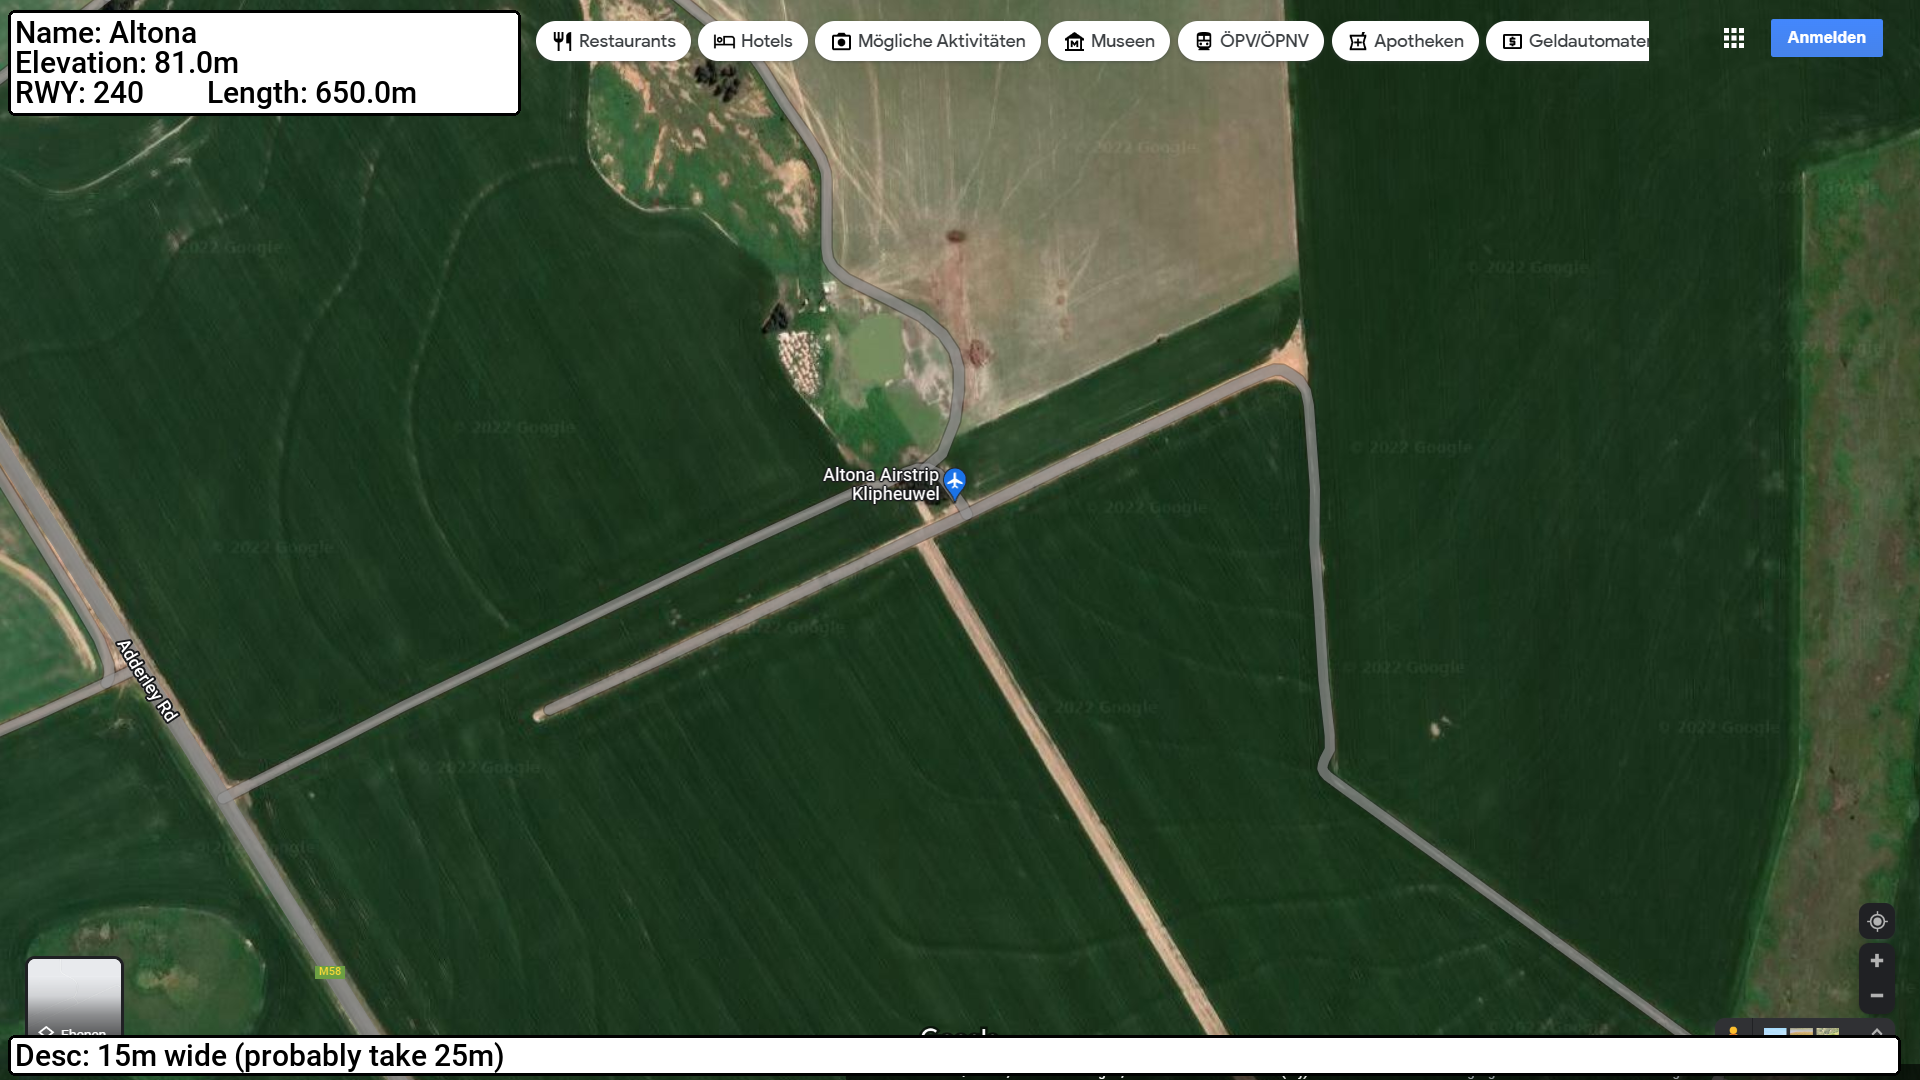 Name: Altona
Elevation: 81.0m
RWY: 240 Length: 650.0m
Restaurants
Hotels
Mögliche Aktivitäten
Museen
ÖPV/ÖPNV
Apotheken
Geldautomaten
Anmelden
© 2022 Google
© 2022 Google
2022 Google
© 2022 Google
© 2022 Google
© 2022 Google
© 2022 Google
Altona Airstrip
Klipheuwel
© 2022 Google
© 2022 Google
2022 Google
© 2022 Google
Adderley Rd
© 2022 Google
© 2022 Google
© 2022 Google
M58
Ebenen
Google
Desc: 15m wide (probably take 25m)